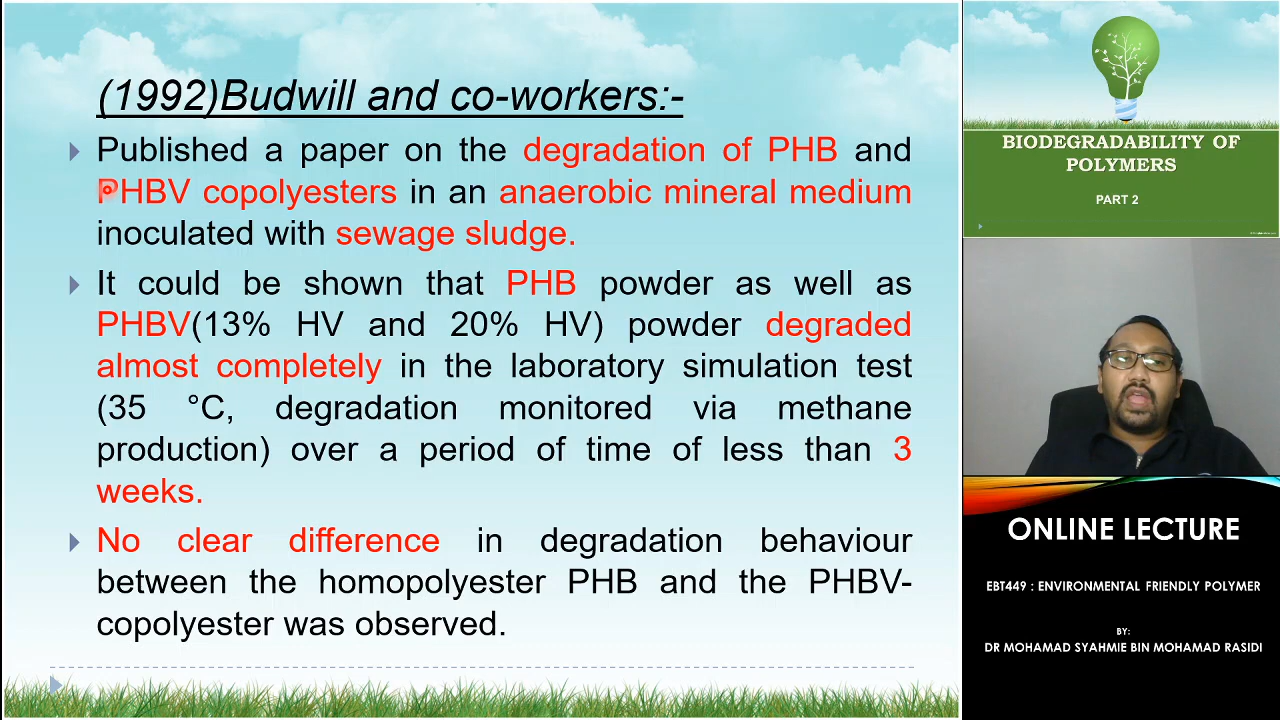 (1992)Budwill and co-workers:-
Published a paper on the degradation of PHB and
PHBV copolyesters in an anaerobic mineral medium
inoculated with sewage sludge.
It could be shown that PHB powder as well as
PHBV(13% HV and 20% HV) powder degraded
almost completely in the laboratory simulation test
(35 °C, degradation monitored via methane
production) over a period of time of less than 3
weeks.
No clear difference in degradation behaviour
between the homopolyester PHB and the PHBV-
copolyester was observed.
BIODEGRADABILITY OF
POLYMERS
PART 2
ONLINE LECTURE
EBT449 : ENVIRONMENTAL FRIENDLY POLYMER
BY:
DR MOHAMAD SYAHMIE BIN MOHAMAD RASIDI